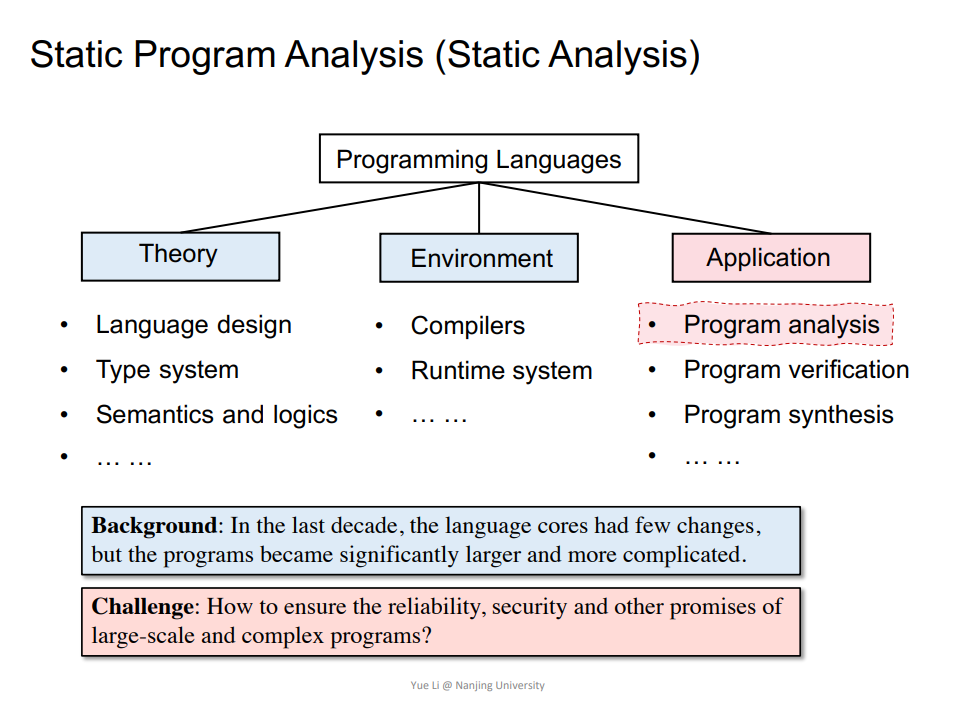 Static Program Analysis (Static Analysis)
Programming Languages
Theory
• Language design
• Type system
• Semantics and logics
• … …
Environment
• Compilers
• Runtime system
• … …
Application
• Program analysis
• Program verification
• Program synthesis
• … …
Background: In the last decade, the language cores had few changes,
but the programs became significantly larger and more complicated.
Challenge: How to ensure the reliability, security and other promises of
large-scale and complex programs?
Yue Li @ Nanjing University